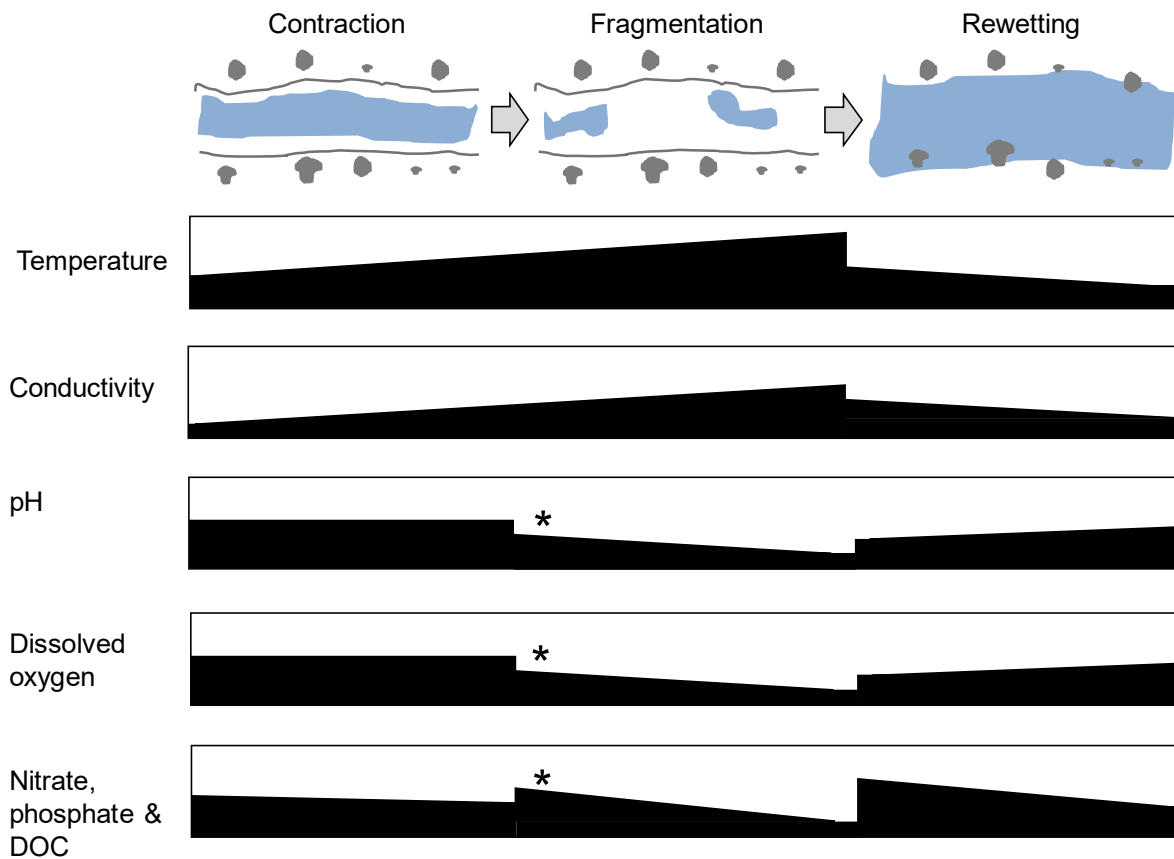 Contraction
Fragmentation
Rewetting
Temperature
Conductivity
pH
*
Dissolved
oxygen
*
Nitrate,
phosphate &
DOC
*